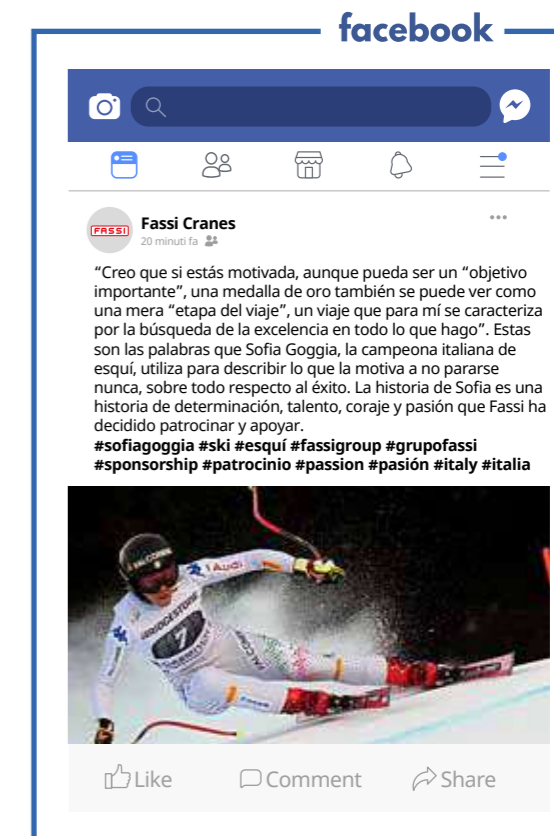 facebook
FASSI
Fassi Cranes
20 minuti fa
“Creo que si estás motivada, aunque pueda ser un “objetivo
importante”, una medalla de oro también se puede ver como
una mera “etapa del viaje”, un viaje que para mí se caracteriza
por la búsqueda de la excelencia en todo lo que hago”. Estas
son las palabras que Sofia Goggia, la campeona italiana de
esquí, utiliza para describir lo que la motiva a no pararse
nunca, sobre todo respecto al éxito. La historia de Sofia es una
historia de determinación, talento, coraje y pasión que Fassi ha
decidido patrocinar y apoyar.
#sofiagoggia #ski #esquí #fassigroup #grupofassi
#sponsorship #patrocinio #passion #pasión #italy #italia
Audi
BRIDGESTONE
7
Like
Comment
Share